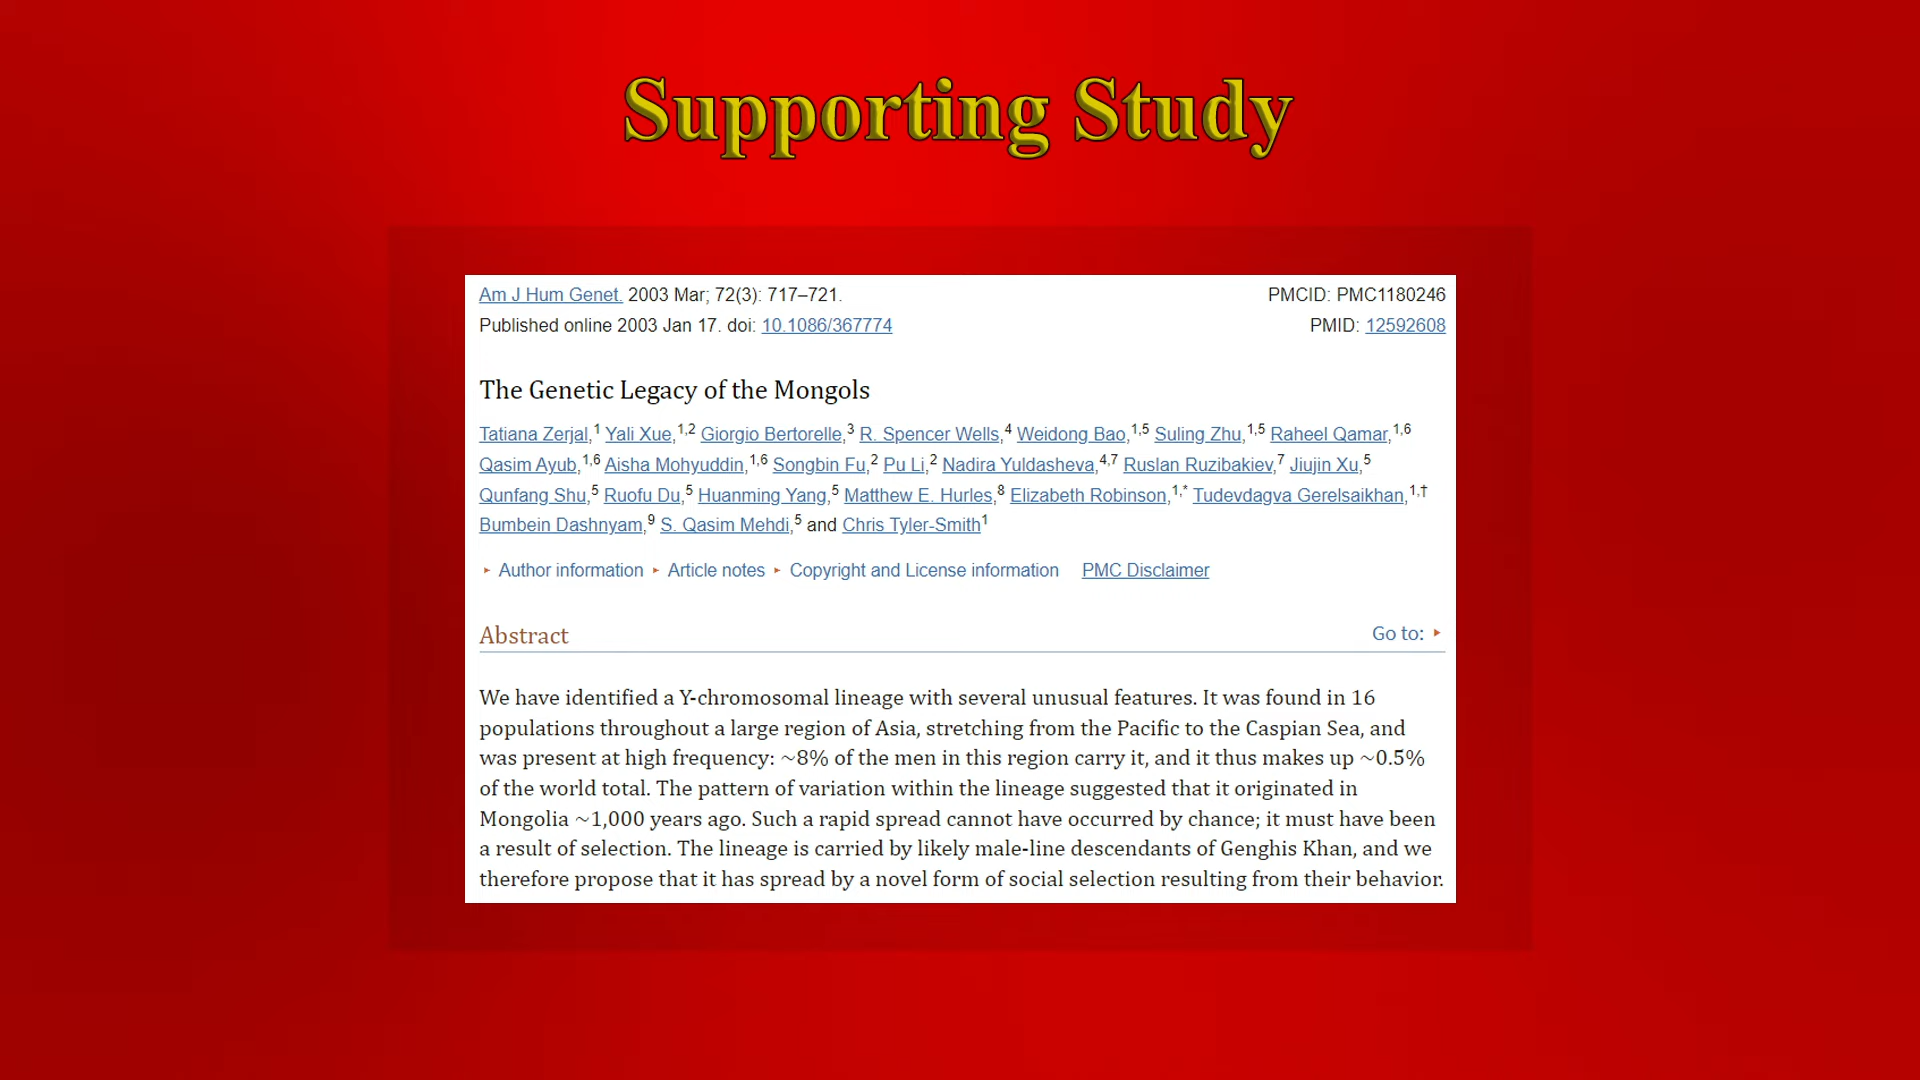 Supporting Study
Am J Hum Genet. 2003 Mar; 72(3): 717–721. PMCID: PMC1180246
Published online 2003 Jan 17. doi: 10.1086/367774 PMID: 12592608
The Genetic Legacy of the Mongols
Tatiana Zerjal,1 Yali Xue,1,2 Giorgio Bertorelle,3 R. Spencer Wells,4 Weidong Bao,1,5 Suling Zhu,1,5 Raheel Qamar,1,6
Qasim Ayub,1,6 Aisha Mohyuddin,1,6 Songbin Fu,2 Pu Li,2 Nadira Yuldasheva,4,7 Ruslan Ruzibakiev,7 Jiujin Xu,5
Qunfang Shu,5 Ruofu Du,5 Huanming Yang,5 Matthew E. Hurles,8 Elizabeth Robinson,1,* Tudevdagva Gerelsaikhan,1,†
Bumbein Dashnyam,9 S. Qasim Mehdi,5 and Chris Tyler-Smith1
▸ Author information ▸ Article notes ▸ Copyright and License information PMC Disclaimer
Abstract Go to: ▸
We have identified a Y-chromosomal lineage with several unusual features. It was found in 16
populations throughout a large region of Asia, stretching from the Pacific to the Caspian Sea, and
was present at high frequency: ~8% of the men in this region carry it, and it thus makes up ~0.5%
of the world total. The pattern of variation within the lineage suggested that it originated in
Mongolia ~1,000 years ago. Such a rapid spread cannot have occurred by chance; it must have been
a result of selection. The lineage is carried by likely male-line descendants of Genghis Khan, and we
therefore propose that it has spread by a novel form of social selection resulting from their behavior.